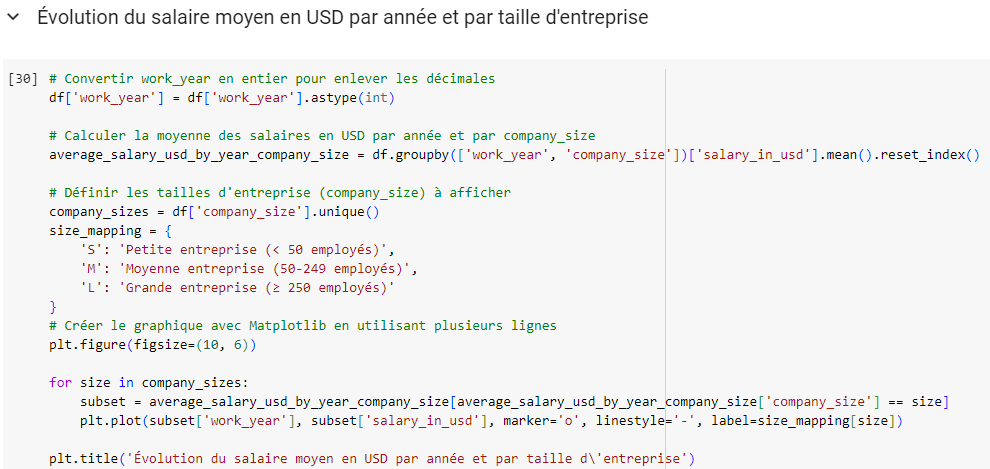 Évolution du salaire moyen en USD par année et par taille d'entreprise
[30] # Convertir work_year en entier pour enlever les décimales
df['work_year'] = df['work_year'].astype(int)
# Calculer la moyenne des salaires en USD par année et par company_size
average_salary_usd_by_year_company_size = df.groupby(['work_year', 'company_size'])['salary_in_usd'].mean().reset_index()
# Définir les tailles d'entreprise (company_size) à afficher
company_sizes = df['company_size'].unique()
size_mapping = {
    'S': 'Petite entreprise (< 50 employés)',
    'M': 'Moyenne entreprise (50-249 employés)',
    'L': 'Grande entreprise (≥ 250 employés)'
}
# Créer le graphique avec Matplotlib en utilisant plusieurs lignes
plt.figure(figsize=(10, 6))
for size in company_sizes:
    subset = average_salary_usd_by_year_company_size[average_salary_usd_by_year_company_size['company_size'] == size]
    plt.plot(subset['work_year'], subset['salary_in_usd'], marker='o', linestyle='-', label=size_mapping[size])
plt.title('Évolution du salaire moyen en USD par année et par taille d\'entreprise')